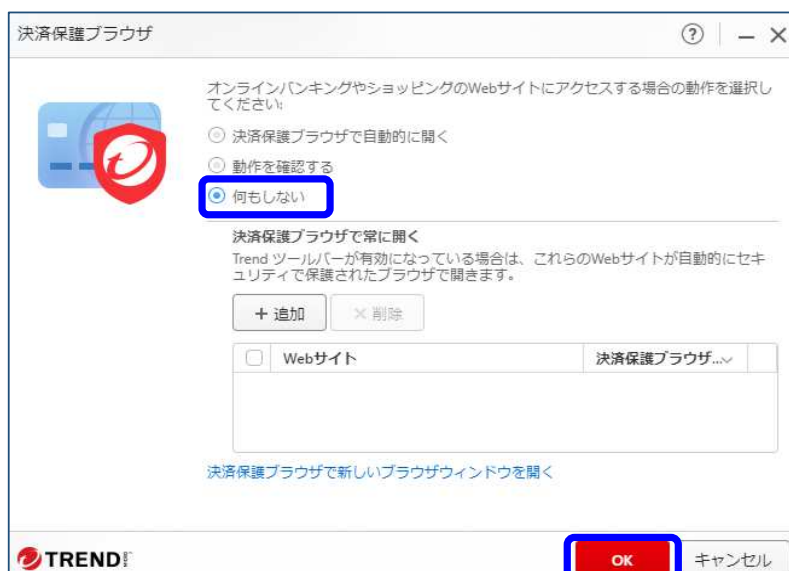 決済保護ブラウザ
オンラインバンキングやショッピングのWebサイトにアクセスする場合の動作を選択し
てください:
決済保護ブラウザで自動的に開く
動作を確認する
何もしない
決済保護ブラウザで常に開く
Trend ツールバーが有効になっている場合は、これらのWebサイトが自動的にセキ
ュリティで保護されたブラウザで開きます。
+ 追加 × 削除
Webサイト 決済保護ブラウザ...
決済保護ブラウザで新しいブラウザウィンドウを開く
TREND
OK キャンセル